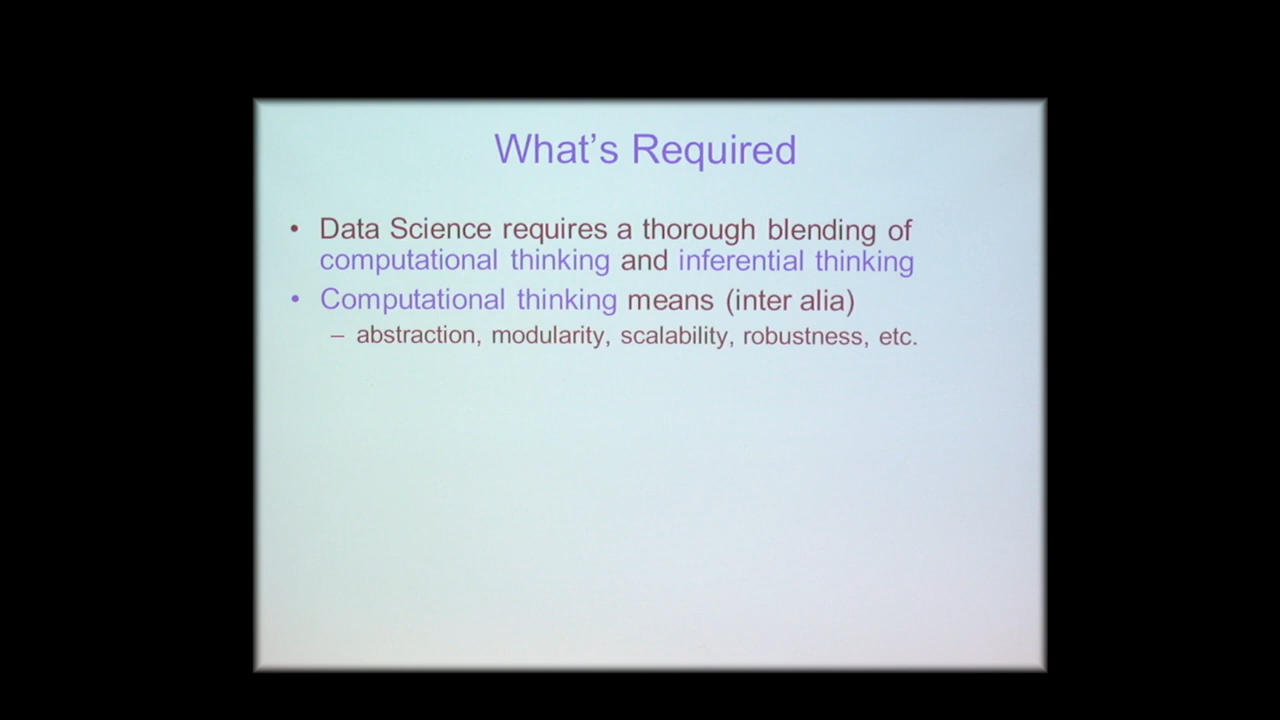 What's Required
• Data Science requires a thorough blending of
computational thinking and inferential thinking
• Computational thinking means (inter alia)
– abstraction, modularity, scalability, robustness, etc.